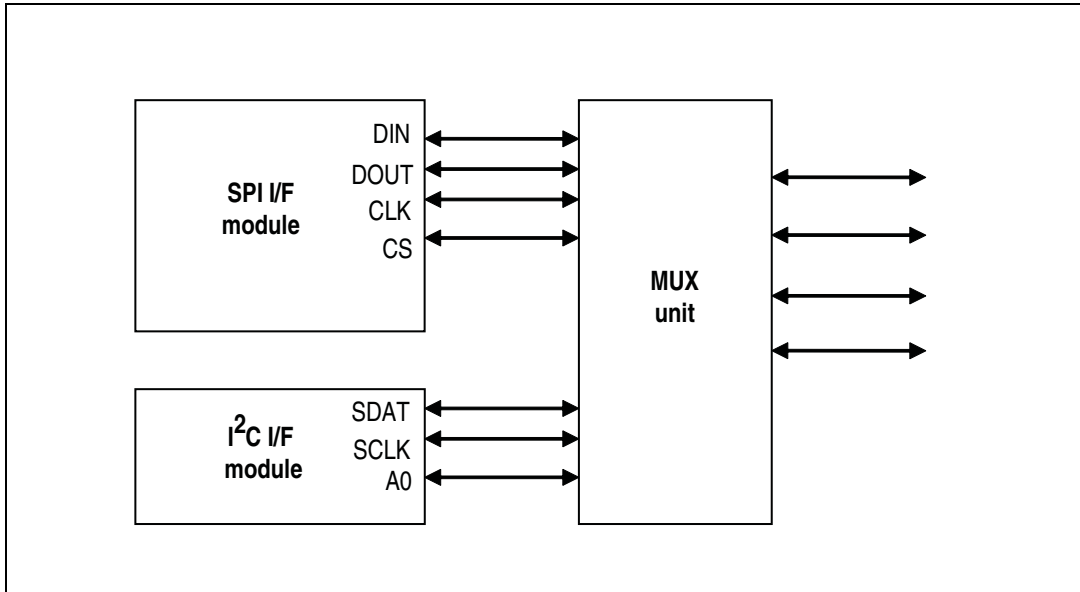 SPI I/F
module
DIN
DOUT
CLK
CS
I²C I/F
module
SDAT
SCLK
A0
MUX
unit